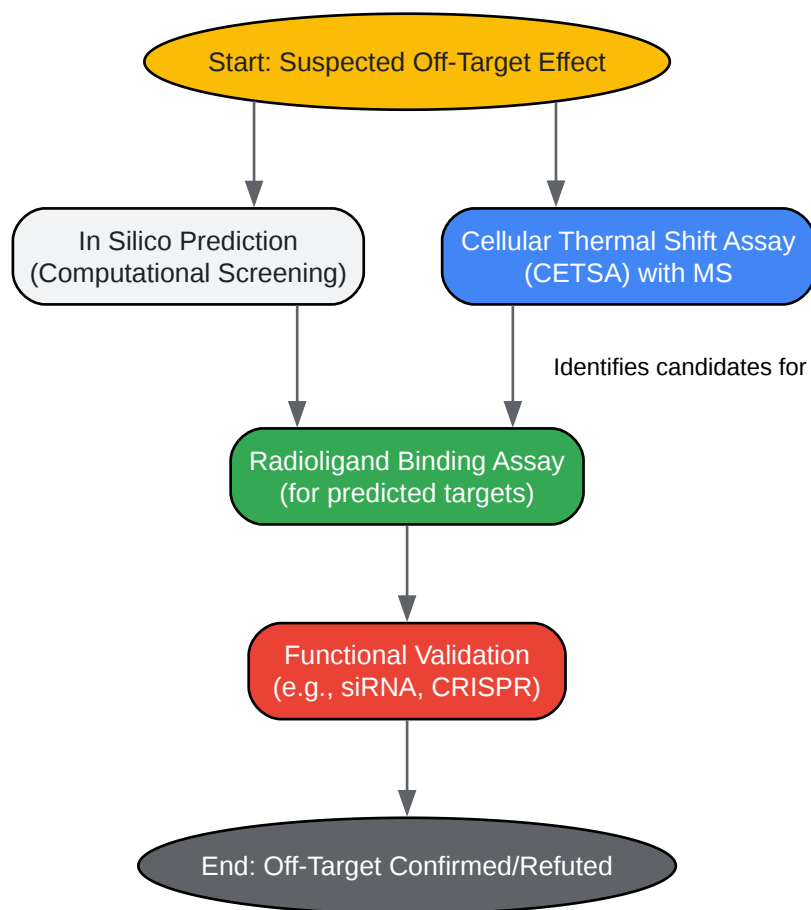 Start: Suspected Off-Target Effect
In Silico Prediction
(Computational Screening)
Cellular Thermal Shift Assay
(CETSA) with MS
Identifies candidates for
Radioligand Binding Assay
(for predicted targets)
Functional Validation
(e.g., siRNA, CRISPR)
End: Off-Target Confirmed/Refuted